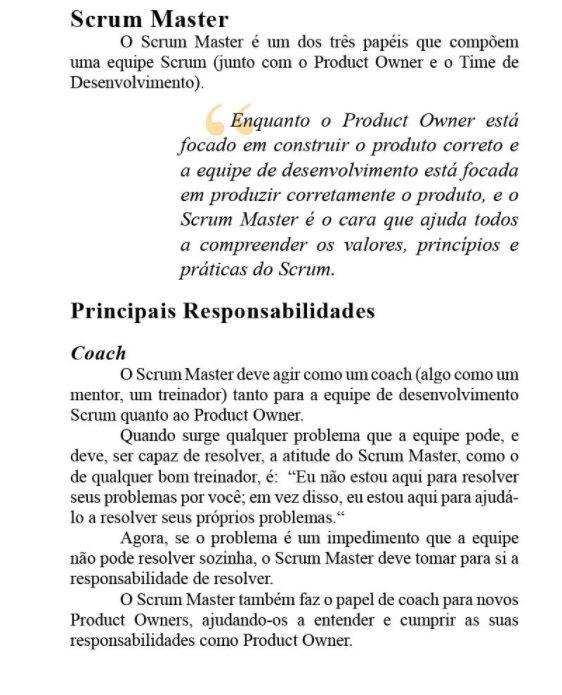 Scrum Master
O Scrum Master é um dos três papéis que compõem
uma equipe Scrum (junto com o Product Owner e o Time de
Desenvolvimento).
“Enquanto o Product Owner está
focado em construir o produto correto e
a equipe de desenvolvimento está focada
em produzir corretamente o produto, e o
Scrum Master é o cara que ajuda todos
a compreender os valores, princípios e
práticas do Scrum.
Principais Responsabilidades
Coach
O Scrum Master deve agir como um coach (algo como um
mentor, um treinador) tanto para a equipe de desenvolvimento
Scrum quanto ao Product Owner.
Quando surge qualquer problema que a equipe pode, e
deve, ser capaz de resolver, a atitude do Scrum Master, como o
de qualquer bom treinador, é: “Eu não estou aqui para resolver
seus problemas por você; em vez disso, eu estou aqui para ajudá-
lo a resolver seus próprios problemas.“
Agora, se o problema é um impedimento que a equipe
não pode resolver sozinha, o Scrum Master deve tomar para si a
responsabilidade de resolver.
O Scrum Master também faz o papel de coach para novos
Product Owners, ajudando-os a entender e cumprir as suas
responsabilidades como Product Owner.